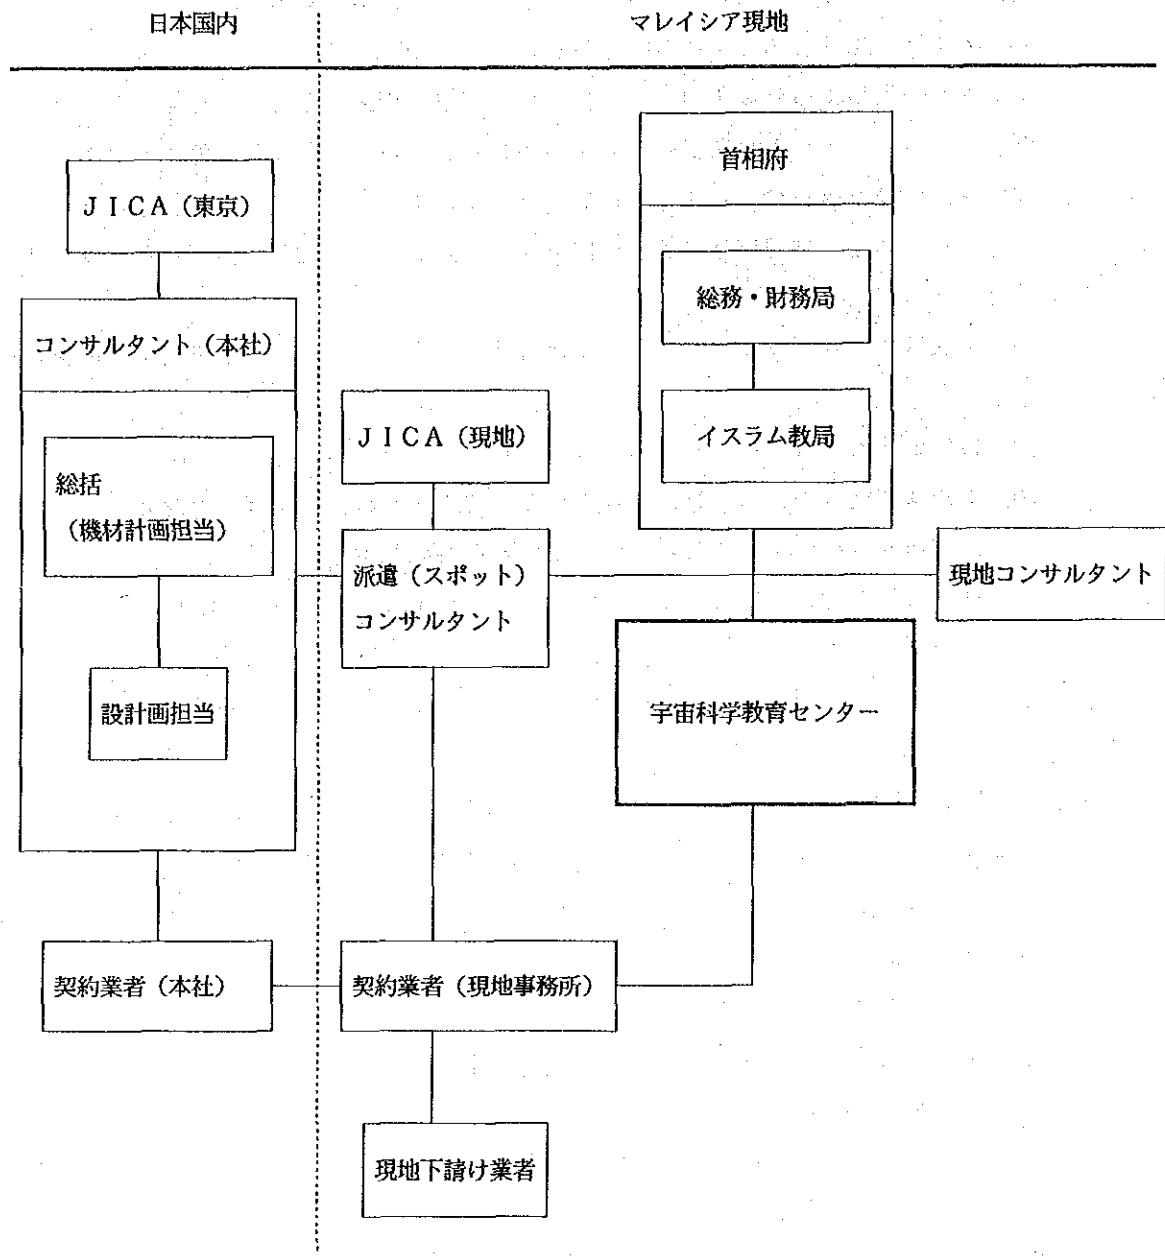 日本国内
マレイシア現地
首相府
JICA（東京）
総務・財務局
コンサルタント（本社）
JICA（現地）
イスラム教局
総括
（機材計画担当）
派遣（スポット）
コンサルタント
現地コンサルタント
設計画担当
宇宙科学教育センター
契約業者（本社）
契約業者（現地事務所）
現地下請け業者